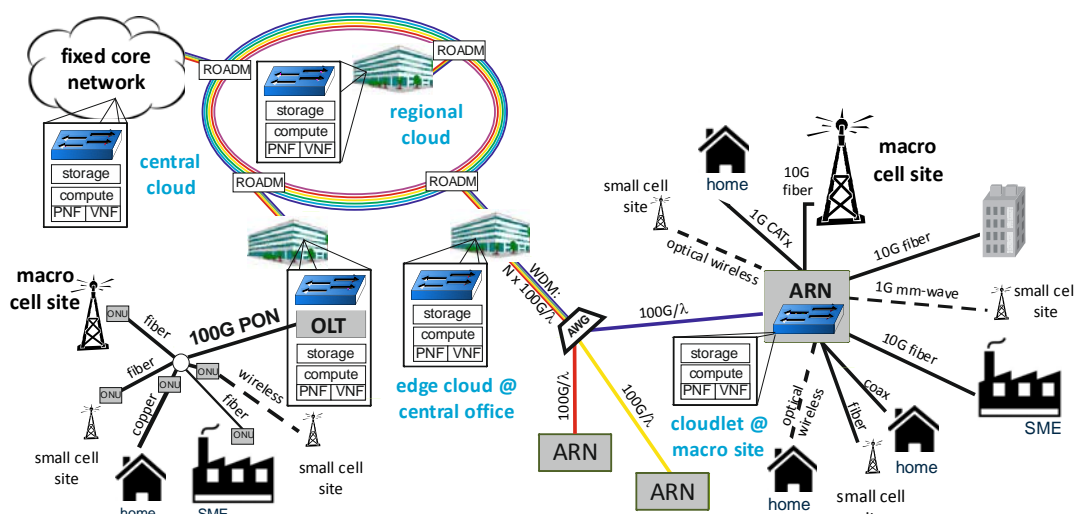 fixed core
network
storage
compute
PNF VNF
central
cloud
ROADM
ROADM
ROADM
ROADM
storage
compute
PNF VNF
regional
cloud
macro
cell site
ONU
fiber
100G PON
OLT
storage
compute
PNF VNF
fiber
ONU
ONU
ONU
copper
wireless
fiber
ONU
small cell
site
home
SME
small cell
site
storage
compute
PNF VNF
edge cloud @
central office
WDM:
N x 100G/λ
AWG
100G/λ
100G/λ
100G/λ
ARN
ARN
home
small cell
site
10G
fiber
macro
cell site
1G CATx
optical wireless
10G fiber
ARN
1G mm-wave
small cell
site
10G fiber
SME
storage
compute
PNF VNF
cloudlet @
macro site
optical
wireless
home
fiber
coax
home
small cell